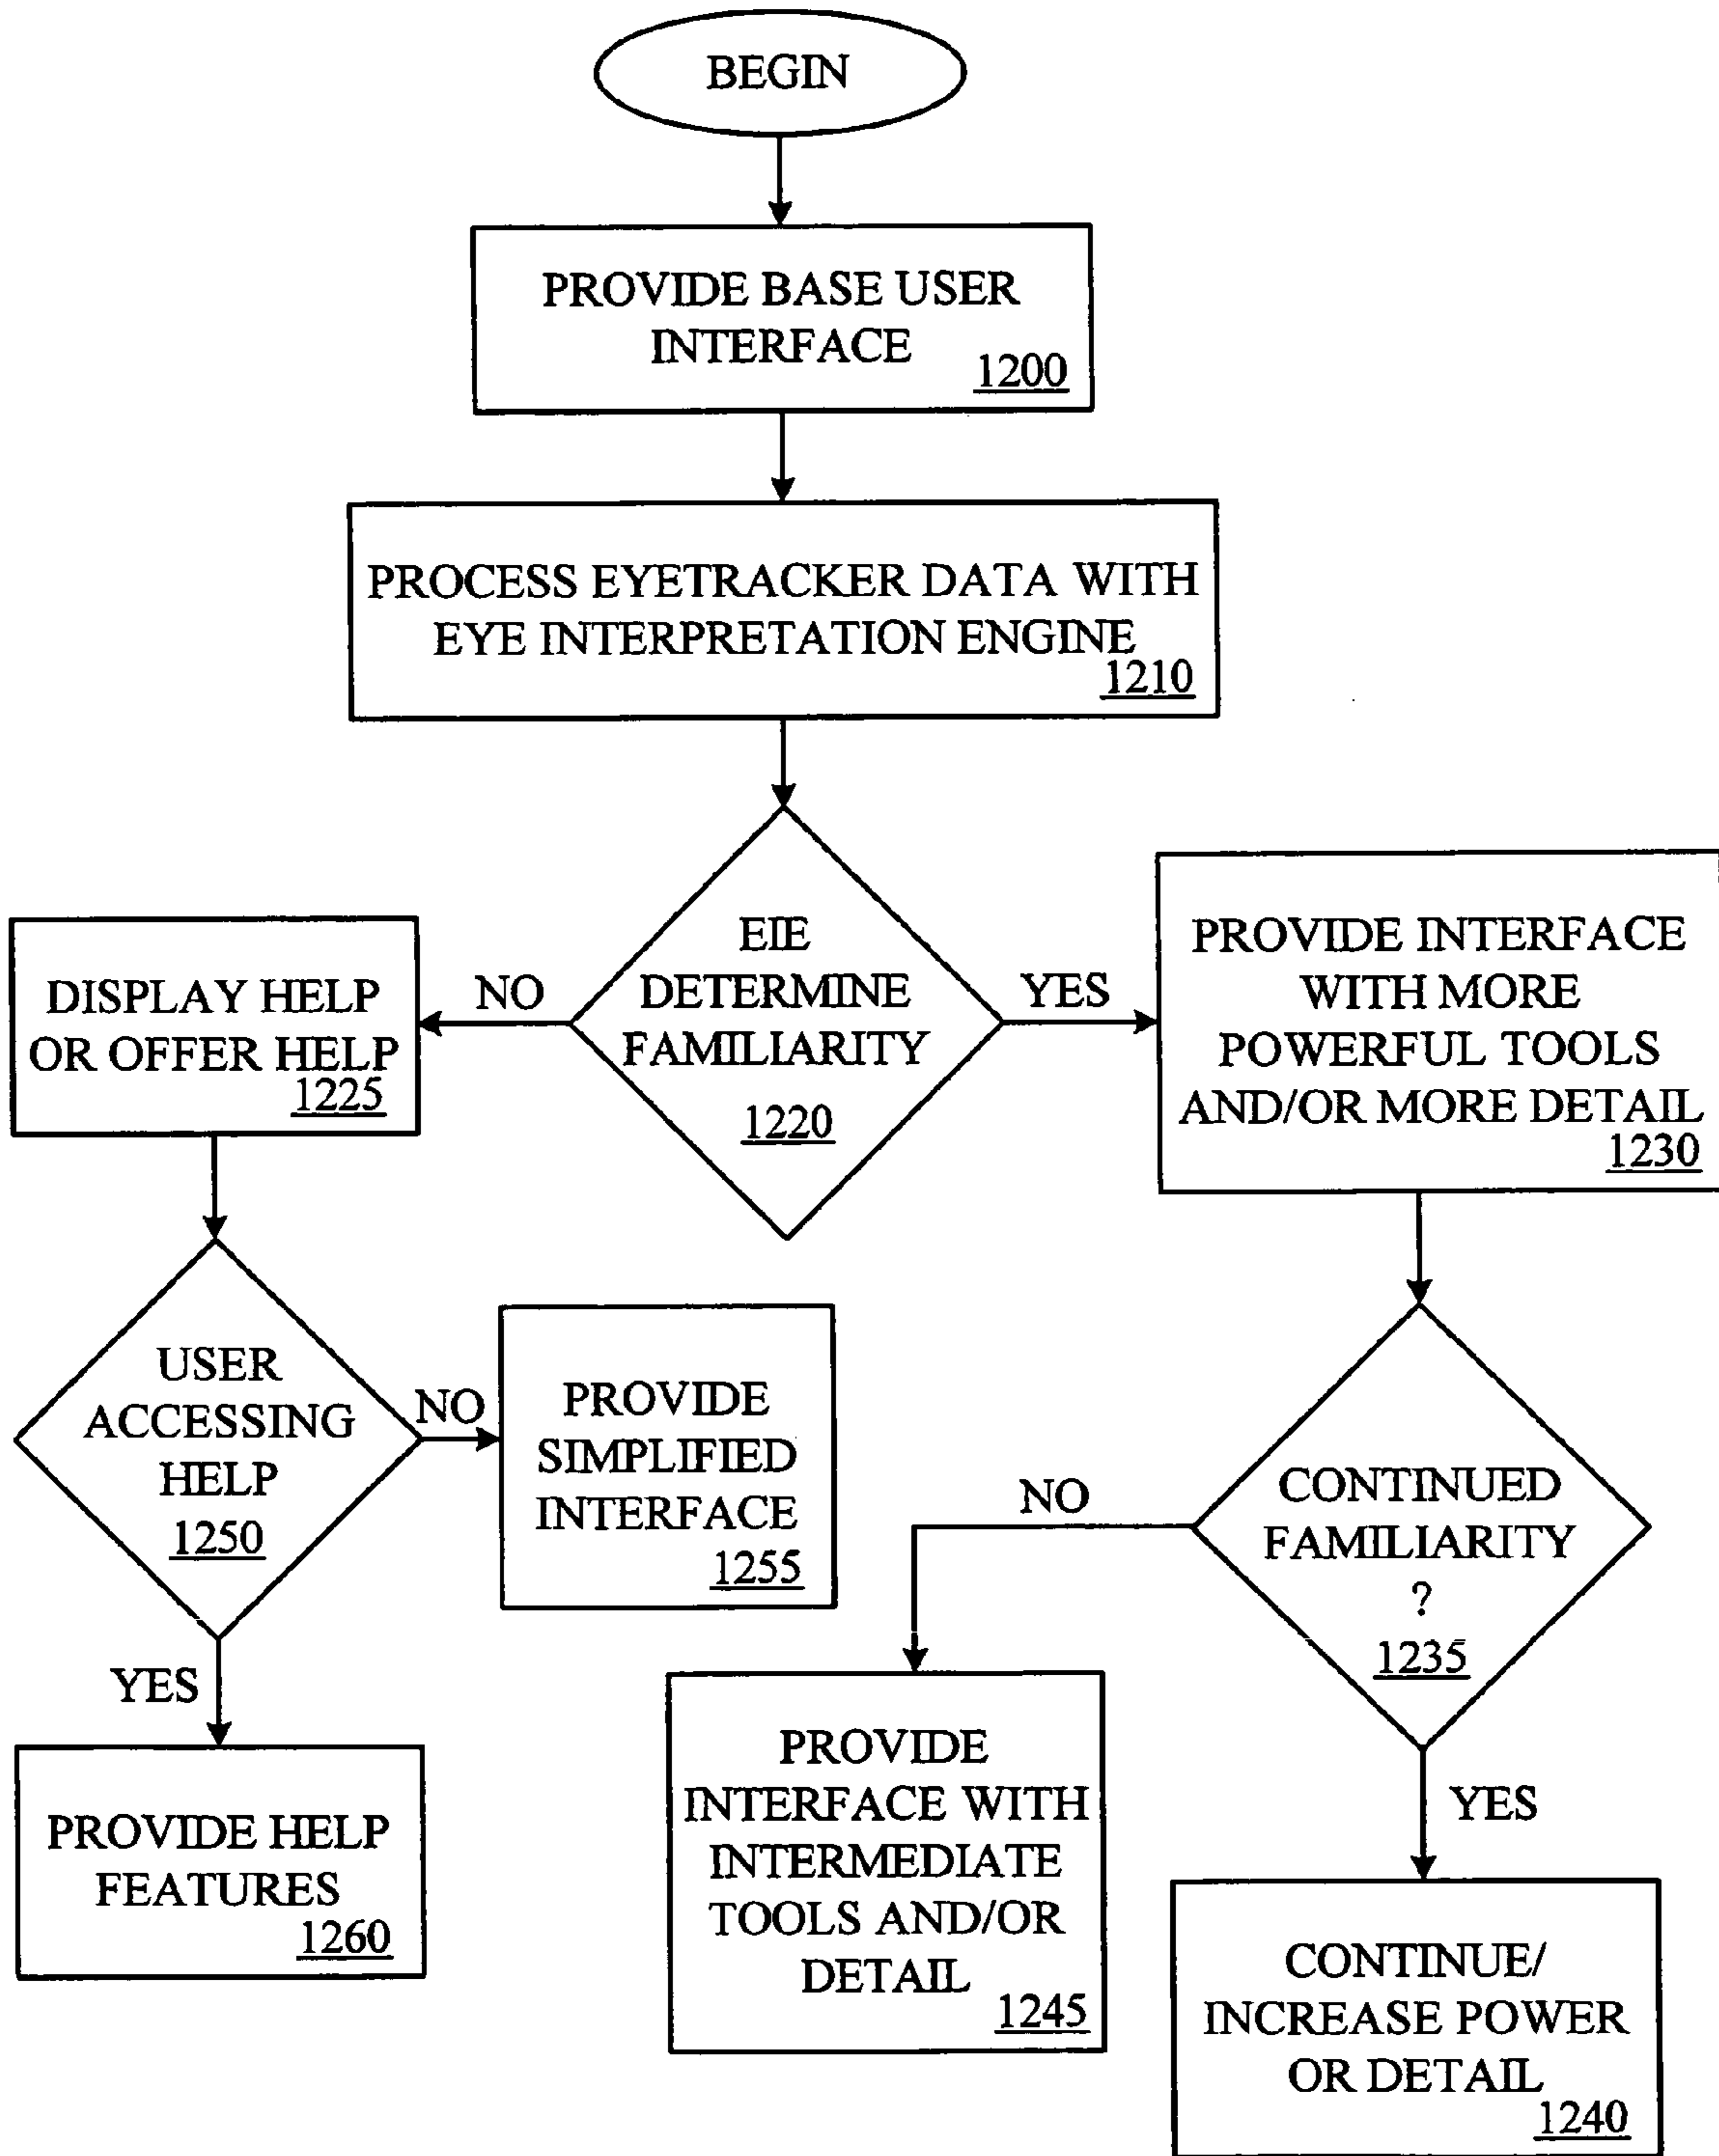 BEGIN
PROVIDE BASE USER
INTERFACE
1200
PROCESS EYETRACKER DATA WITH
EYE INTERPRETATION ENGINE
1210
EIE
DETERMINE
FAMILIARITY
1220
NO
YES
DISPLAY HELP
OR OFFER HELP
1225
PROVIDE INTERFACE
WITH MORE
POWERFUL TOOLS
AND/OR MORE DETAIL
1230
USER
ACCESSING
HELP
1250
NO
PROVIDE
SIMPLIFIED
INTERFACE
1255
YES
PROVIDE HELP
FEATURES
1260
CONTINUED
FAMILIARITY
?
1235
NO
PROVIDE
INTERFACE WITH
INTERMEDIATE
TOOLS AND/OR
DETAIL
1245
YES
CONTINUE/
INCREASE POWER
OR DETAIL
1240